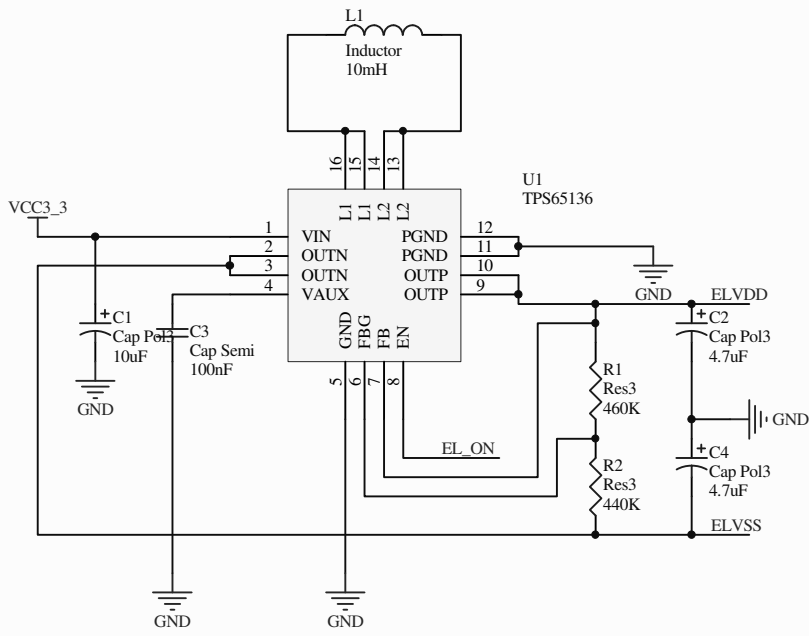 L1
Inductor
10mH
16
15
14
13
U1
TPS65136
VCC3_3
L1
L1
L2
L2
1
VIN
PGND
12
2
OUTN
PGND
11
3
OUTN
OUTP
10
4
VAUX
OUTP
9
GND
ELVDD
GND
FBG
FB
EN
C1
Cap Pol3
10uF
C3
Cap Semi
100nF
C2
Cap Pol3
4.7uF
5
6
7
8
R1
Res3
460K
GND
GND
EL_ON
R2
Res3
440K
C4
Cap Pol3
4.7uF
ELVSS
GND
GND